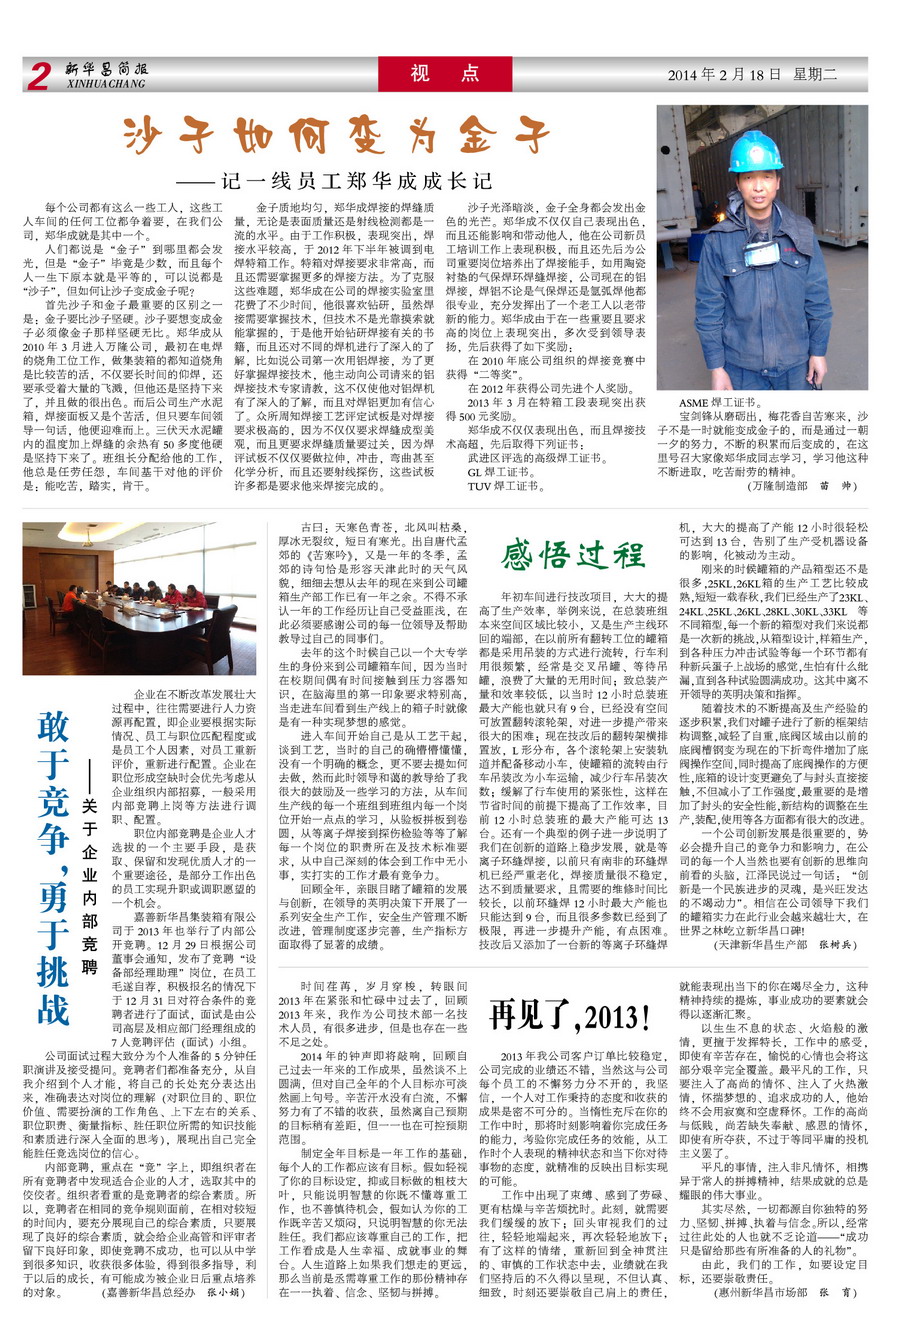 2
新华昌简报
XINHUACHANG
视 点
2014 年 2 月 18 日 星期二
沙子如何变为金子
——记一线员工郑华成成长记
每个公司都有这么一些工人，这些工
人车间的任何工位都争着要，在我们公
司，郑华成就是其中一个。
人们都说是“金子”到哪里都会发
光，但是“金子”毕竟是少数，而且每个
人一生下原本就是平等的，可以说都是
“沙子”，但如何让沙子变成金子呢？
首先沙子和金子最重要的区别之一
是：金子要比沙子坚硬。沙子要想变成金
子必须像金子那样坚硬无比。郑华成从
2010 年 3 月进入万隆公司，最初在电焊
的烧角工位工作，做集装箱的都知道烧角
是比较苦的活，不仅要长时间的仰焊，还
要承受着大量的飞溅，但他还是坚持下来
了，并且做的很出色。而后公司生产水泥
箱，焊接面板又是个苦活，但只要车间领
导一句话，他便迎难而上。三伏天水泥罐
内的温度加上焊缝的余热有 50 多度他硬
是坚持下来了。班组长分配给他的工作，
他总是任劳任怨，车间基干对他的评价
是：能吃苦，踏实，肯干。
金子质地均匀，郑华成焊接的焊缝质
量，无论是表面质量还是射线检测都是一
流的水平。由于工作积极，表现突出，焊
接水平较高，于 2012 年下半年被调到电
焊特箱工作。特箱对焊接要求非常高，而
且还需要掌握更多的焊接方法。为了克服
这些难题，郑华成在公司的焊接实验室里
花费了不少时间，他很喜欢钻研，虽然焊
接需要掌握技术，但技术不是光靠摸索就
能掌握的，于是他开始钻研焊接有关的书
籍，而且还对不同的焊机进行了深入的了
解，比如说公司第一次用铝焊接，为了更
好掌握焊接技术，他主动向公司请来的铝
焊接技术专家请教，这不仅使他对铝焊机
有了深入的了解，而且对焊铝更加有信心
了。众所周知焊接工艺评定试板是对焊接
要求极高的，因为不仅仅要求焊缝成型美
观，而且更要求焊缝质量要过关，因为焊
评试板不仅仅要做拉伸，冲击，弯曲甚至
化学分析，而且还要射线探伤，这些试板
许多都是要求他来焊接完成的。
沙子光泽暗淡，金子全身都会发出金
色的光芒。郑华成不仅仅自己表现出色，
而且还能影响和带动他人，他在公司新员
工培训工作上表现积极，而且还先后为公
司重要岗位培养出了焊接能手，如用陶瓷
衬垫的气保焊环焊缝焊接，公司现在的铝
焊接，焊铝不论是气保焊还是氩弧焊他都
很专业，充分发挥出了一个老工人以老带
新的能力。郑华成由于在一些重要且要求
高的岗位上表现突出，多次受到领导表
扬，先后获得了如下奖励：
在 2010 年底公司组织的焊接竞赛中
获得“二等奖”。
在 2012 年获得公司先进个人奖励。
2013 年 3 月在特箱工段表现突出获
得 500 元奖励。
郑华成不仅仅表现出色，而且焊接技
术高超，先后取得下列证书：
武进区评选的高级焊工证书。
GL 焊工证书。
TUV 焊工证书。
ASME 焊工证书。
宝剑锋从磨砺出，梅花香自苦寒来，沙
子不是一时就能变成金子的，而是通过一朝
一夕的努力，不断的积累而后变成的，在这
里号召大家像郑华成同志学习，学习他这种
不断进取，吃苦耐劳的精神。
（万隆制造部 苗 帅）
敢于竞争，勇于挑战
——关于企业内部竞聘
企业在不断改革发展壮大
过程中，往往需要进行人力资
源再配置，即企业要根据实际
情况、员工与职位匹配程度或
是员工个人因素，对员工重新
评价，重新进行配置。企业在
职位形成空缺时会优先考虑从
企业组织内部招募，一般采用
内部竞聘上岗等方法进行调
职、配置。
职位内部竞聘是企业人才
选拔的一个主要手段，是获
取、保留和发现优质人才的一
个重要途径，是部分工作出色
的员工实现升职或调职愿望的
一个机会。
嘉善新华昌集装箱有限公
司于 2013 年也举行了内部公
开竞聘。12 月 29 日根据公司
董事会通知，发布了竞聘“设
备部经理助理”岗位，在员工
毛遂自荐，积极报名的情况下
于 12 月 31 日对符合条件的竞
聘者进行了面试，面试是由公
司高层及相应部门经理组成的
7 人竞聘评估（面试）小组。
公司面试过程大致分为个人准备的 5 分钟任
职演讲及接受提问。竞聘者们都准备充分，从自
我介绍到个人才能，将自己的长处充分表达出
来，准确表达对岗位的理解（对职位目的、职位
价值、需要扮演的工作角色、上下左右的关系、
职位职责、衡量指标、胜任职位所需的知识技能
和素质进行深入全面的思考），展现出自己完全
能胜任竞选岗位的信心。
内部竞聘，重点在“竞”字上，即组织者在
所有竞聘者中发现适合企业的人才，选取其中的
佼佼者。组织者看重的是竞聘者的综合素质。所
以，竞聘者在相同的竞争规则面前，在相对较短
的时间内，要充分展现自己的综合素质，只要展
现了良好的综合素质，就会给企业高管和评审者
留下良好印象，即使竞聘不成功，也可以从中学
到很多知识，收获很多体验，得到很多指导，利
于以后的成长，有可能成为被企业日后重点培养
的对象。 （嘉善新华昌总经办 张小娟）
感悟过程
古曰：天寒色青苍，北风叫枯桑，
厚冰无裂纹，短日有寒光。出自唐代孟
郊的《苦寒吟》，又是一年的冬季，孟
郊的诗句恰是形容天津此时的天气风
貌，细细去想从去年的现在来到公司罐
箱生产部工作已有一年之余。不得不承
认一年的工作经历让自己受益匪浅，在
此必须要感谢公司的每一位领导及帮助
教导过自己的同事们。
去年的这个时候自己以一个大专学
生的身份来到公司罐箱车间，因为当时
在校期间偶有时间接触到压力容器知
识，在脑海里的第一印象要求特别高，
当走进车间看到生产线上的箱子时就像
是有一种实现梦想的感觉。
进入车间开始自己是从工艺干起，
谈到工艺，当时的自己的确懵懵懂懂，
没有一个明确的概念，更不要去提如何
去做，然而此时领导和蔼的教导给了我
很大的鼓励及一些学习的方法，从车间
生产线的每一个班组到班组内每一个岗
位开始一点点的学习，从验板拼板到卷
圆，从等离子焊接到探伤检验等等了解
每一个岗位的职责所在及技术标准要
求，从中自己深刻的体会到工作中无小
事，实打实的工作才最有竞争力。
回顾全年，亲眼目睹了罐箱的发展
与创新，在领导的英明决策下开展了一
系列安全生产工作，安全生产管理不断
改进，管理制度逐步完善，生产指标方
面取得了显著的成绩。
年初车间进行技改项目，大大的提
高了生产效率，举例来说，在总装班组
本来空间区域比较小，又是生产主线环
回的端部，在以前所有翻转工位的罐箱
都是采用吊装的方式进行流转，行车利
用很频繁，经常是交叉吊罐、等待吊
罐，浪费了大量的无用时间；致总装产
量和效率较低，以当时 12 小时总装班
最大产能也就只有 9 台，已经没有空间
可放置翻转滚轮架，对进一步提产带来
很大的困难；现在技改后的翻转架横排
置放，L 形分布，各个滚轮架上安装轨
道并配备移动小车，使罐箱的流转由行
车吊装改为小车运输，减少行车吊装次
数；缓解了行车使用的紧张性，这样在
节省时间的前提下提高了工作效率，目
前 12 小时总装班的最大产能可达 13
台。还有一个典型的例子进一步说明了
我们在创新的道路上稳步发展，就是等
离子环缝焊接，以前只有南非的环缝焊
机已经严重老化，焊接质量很不稳定，
达不到质量要求，且需要的维修时间比
较长，以前环缝焊 12 小时最大产能也
只能达到 9 台，而且很多参数已经到了
极限，再进一步提升产能，有点困难。
技改后又添加了一台新的等离子环缝焊
机，大大的提高了产能 12 小时很轻松
可达到 13 台，告别了生产受机器设备
的影响，化被动为主动。
刚来的时候罐箱的产品箱型还不是
很多,25KL,26KL箱的生产工艺比较成
熟,短短一载春秋,我们已经生产了23KL、
24KL、25KL、26KL、28KL、30KL、33KL 等
不同箱型,每一个新的箱型对我们来说都
是一次新的挑战,从箱型设计,样箱生产,
到各种压力冲击试验等每一个环节都有
种新兵蛋子上战场的感觉,生怕有什么纰
漏,直到各种试验圆满成功。这其中离不
开领导的英明决策和指挥。
随着技术的不断提高及生产经验的
逐步积累,我们对罐子进行了新的框架结
构调整,减轻了自重,底阀区域由以前的
底阀槽钢变为现在的下折弯件增加了底
阀操作空间,同时提高了底阀操作的方便
性,底箱的设计变更避免了与封头直接接
触,不但减小了工作强度,最重要的是增
加了封头的安全性能,新结构的调整在生
产,装配,使用等各方面都有很大的改进。
一个公司创新发展是很重要的，势
必会提升自己的竞争力和影响力，在公
司的每一个人当然也要有创新的思维向
前看的头脑，江泽民说过一句话：“创
新是一个民族进步的灵魂，是兴旺发达
的不竭动力”。相信在公司领导下我们
的罐箱实力在此行业会越来越壮大，在
世界之林屹立新华昌口碑!
（天津新华昌生产部 张树兵）
再见了,2013!
时间荏苒，岁月穿梭，转眼间
2013 年在紧张和忙碌中过去了，回顾
2013 年来，我作为公司技术部一名技
术人员，有很多进步，但是也存在一些
不足之处。
2014 年的钟声即将敲响，回顾自
己过去一年来的工作成果，虽然谈不上
圆满，但对自己全年的个人目标亦可淡
然画上句号。辛苦汗水没有白流，不懈
努力有了不错的收获，虽然离自己预期
的目标稍有差距，但一一也在可控预期
范围。
制定全年目标是一年工作的基础，
每个人的工作都应该有目标。假如轻视
了你的目标设定，抑或目标做的粗枝大
叶，只能说明智慧的你既不懂尊重工
作，也不善慎待机会，假如认为你的工
作既辛苦又烦闷，只说明智慧的你无法
胜任。我们都应该尊重自己的工作，把
工作看成是人生幸福、成就事业的舞
台。人生道路上如果我们想走的更远，
那么当前是丞需尊重工作的那份精神存
在一一执着、信念、坚韧与拼搏。
2013 年我公司客户订单比较稳定，
公司完成的业绩还不错，当然这与公司
每个员工的不懈努力分不开的，我坚
信，一个人对工作秉待的态度和收获的
成果是密不可分的。当惰性充斥在你的
工作中时，那将时刻影响着你完成任务
的能力，考验你完成任务的效能，从工
作时个人表现的精神状态和当下你对待
事物的态度，就精准的反映出目标实现
的可能。
工作中出现了束缚、感到了劳碌、
更有枯燥与辛苦烦扰时。此刻，就需要
我们缓缓的放下；回头审视我们的过
往，轻轻地端起来，再次轻轻地放下；
有了这样的情绪，重新回到全神贯注
的、审慎的工作状态中去，业绩就在我
们坚持后的不久得以呈现，不但认真、
细致，时刻还要崇敬自己肩上的责任，
就能表现出当下的你在竭尽全力，这种
精神持续的提炼，事业成功的要素就会
得以逐渐汇聚。
以生生不息的状态、火焰般的激
情，更擅于发挥特长，工作中的感受，
即使有辛苦存在，愉悦的心情也会将这
部分艰辛完全覆盖。最平凡的工作，只
要注入了高尚的情怀、注入了火热激
情，怀揣梦想的、追求成功的人，他始
终不会用寂寞和空虚释怀。工作的高尚
与低贱，尚若缺失奉献、感恩的情怀，
即使有所存获，不过于等同平庸的投机
主义罢了。
平凡的事情，注入非凡情怀，相携
异于常人的拼搏精神，结果成就的总是
耀眼的伟大事业。
其实尽然，一切都源自你独特的努
力、坚韧、拼搏、执着与信念。所以，经常
过往此处的人也就不乏论道——“成功
只是留给那些有所准备的人的礼物”。
由此，我们的工作，如要设定目
标，还要崇敬责任。
（惠州新华昌市场部 张 育）